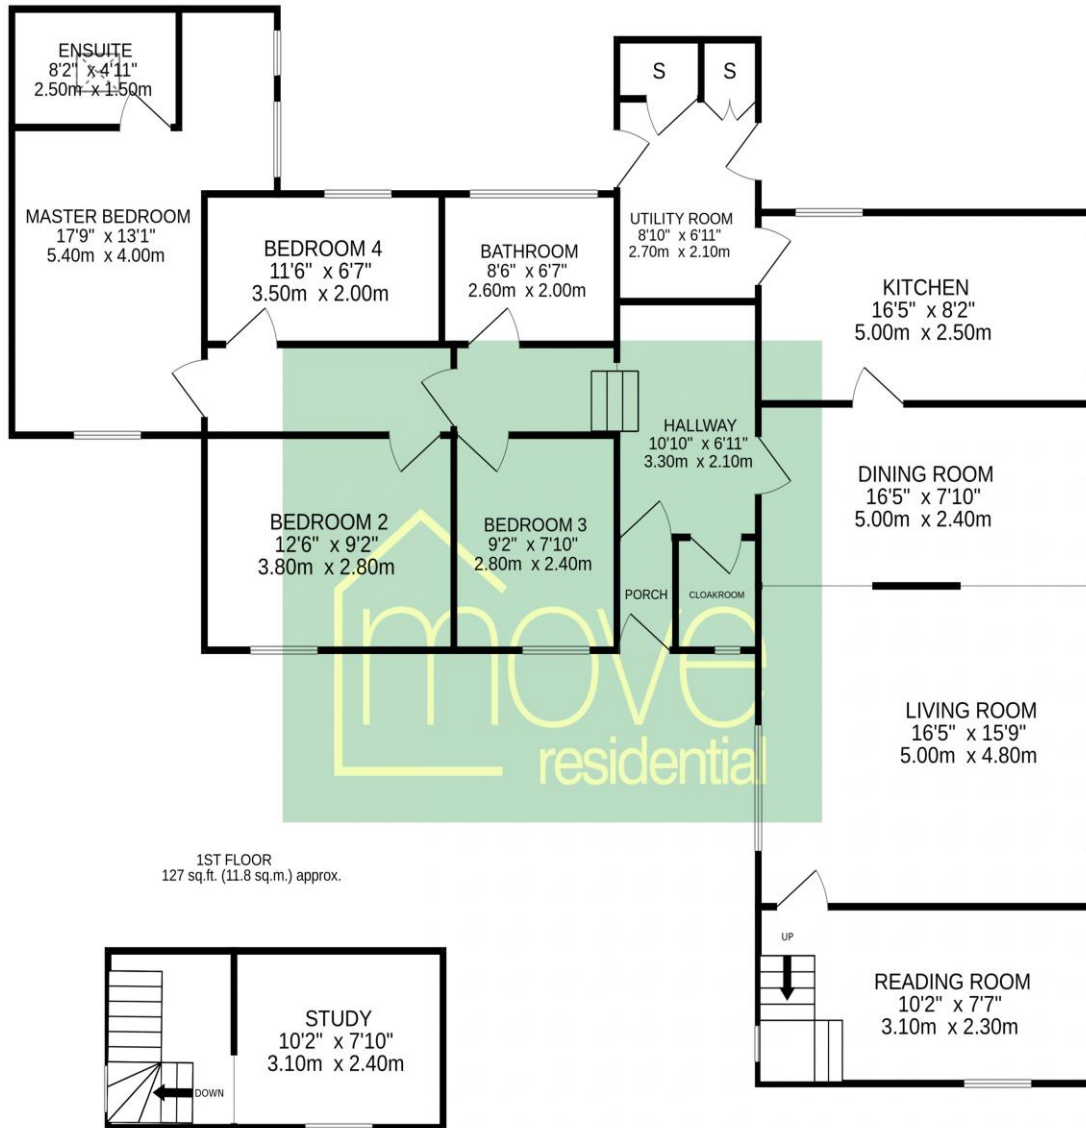 ENSUITE
8'2" x 4'11"
2.50m x 1.50m
S
S
MASTER BEDROOM
17'9" x 13'1"
5.40m x 4.00m
BEDROOM 4
11'6" x 6'7"
3.50m x 2.00m
BATHROOM
8'6" x 6'7"
2.60m x 2.00m
UTILITY ROOM
8'10" x 6'11"
2.70m x 2.10m
KITCHEN
16'5" x 8'2"
5.00m x 2.50m
HALLWAY
10'10" x 6'11"
3.30m x 2.10m
DINING ROOM
16'5" x 7'10"
5.00m x 2.40m
BEDROOM 2
12'6" x 9'2"
3.80m x 2.80m
BEDROOM 3
9'2" x 7'10"
2.80m x 2.40m
PORCH
CLOAKROOM
move
residential
LIVING ROOM
16'5" x 15'9"
5.00m x 4.80m
1ST FLOOR
127 sq.ft. (11.8 sq.m.) approx.
UP
READING ROOM
10'2" x 7'7"
3.10m x 2.30m
STUDY
10'2" x 7'10"
3.10m x 2.40m
DOWN